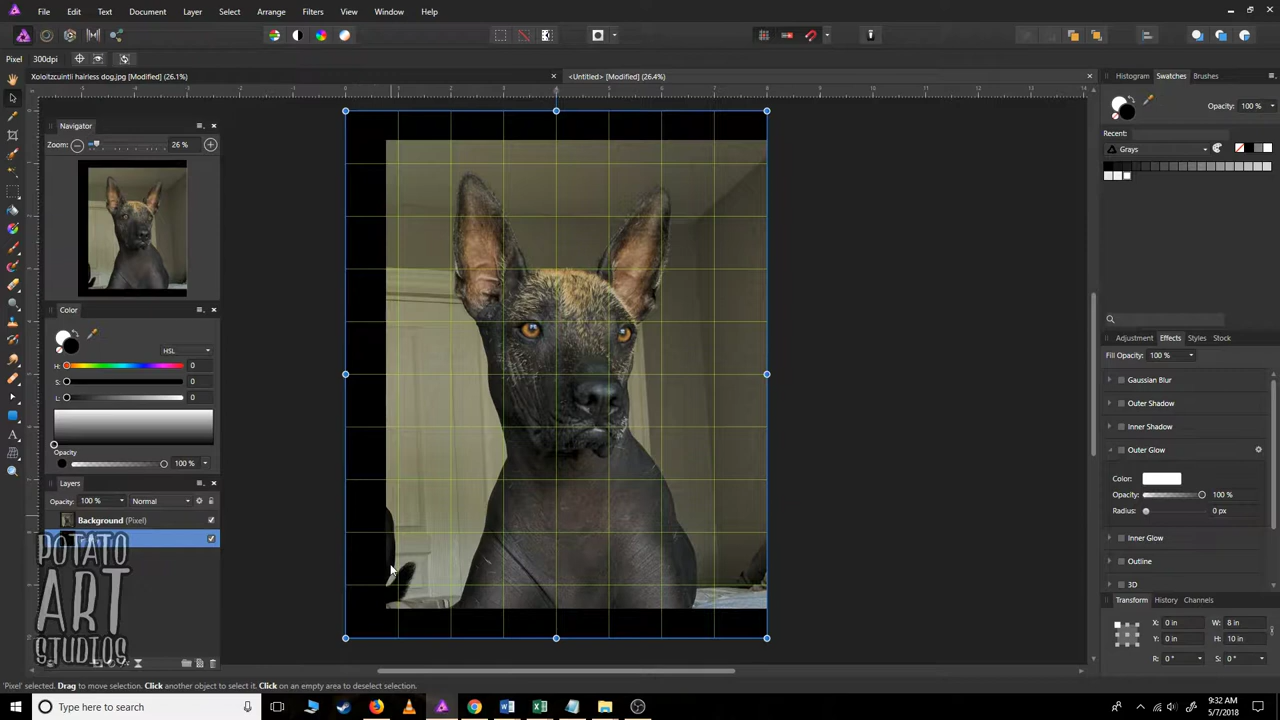 File Edit Text Document Layer Select Arrange Filters View Window Help
Pixel 300dpi
Xoloitzcuintli hairless dog.jpg [Modified] (26.1%)
<Untitled> [Modified] (26.4%)
Navigator
Zoom: 26 %
Color
HSL
H: 0
S: 0
L: 0
Opacity
100 %
Layers
Opacity: 100 % Normal
Background (Pixel)
POTATO
ART
STUDIOS
Histogram Swatches Brushes
Opacity: 100 %
Recent:
Grays
Adjustment Effects Styles Stock
Fill Opacity: 100 %
Gaussian Blur
Outer Shadow
Inner Shadow
Outer Glow
Color:
Opacity: 100 %
Radius: 0 px
Inner Glow
Outline
3D
Transform History Channels
X: 0 in W: 8 in
Y: 0 in H: 10 in
R: 0 ° S: 0 °
'Pixel' selected. Drag to move selection. Click another object to select it. Click on an empty area to deselect selection.
Type here to search
9:32 AM
5/7/2018